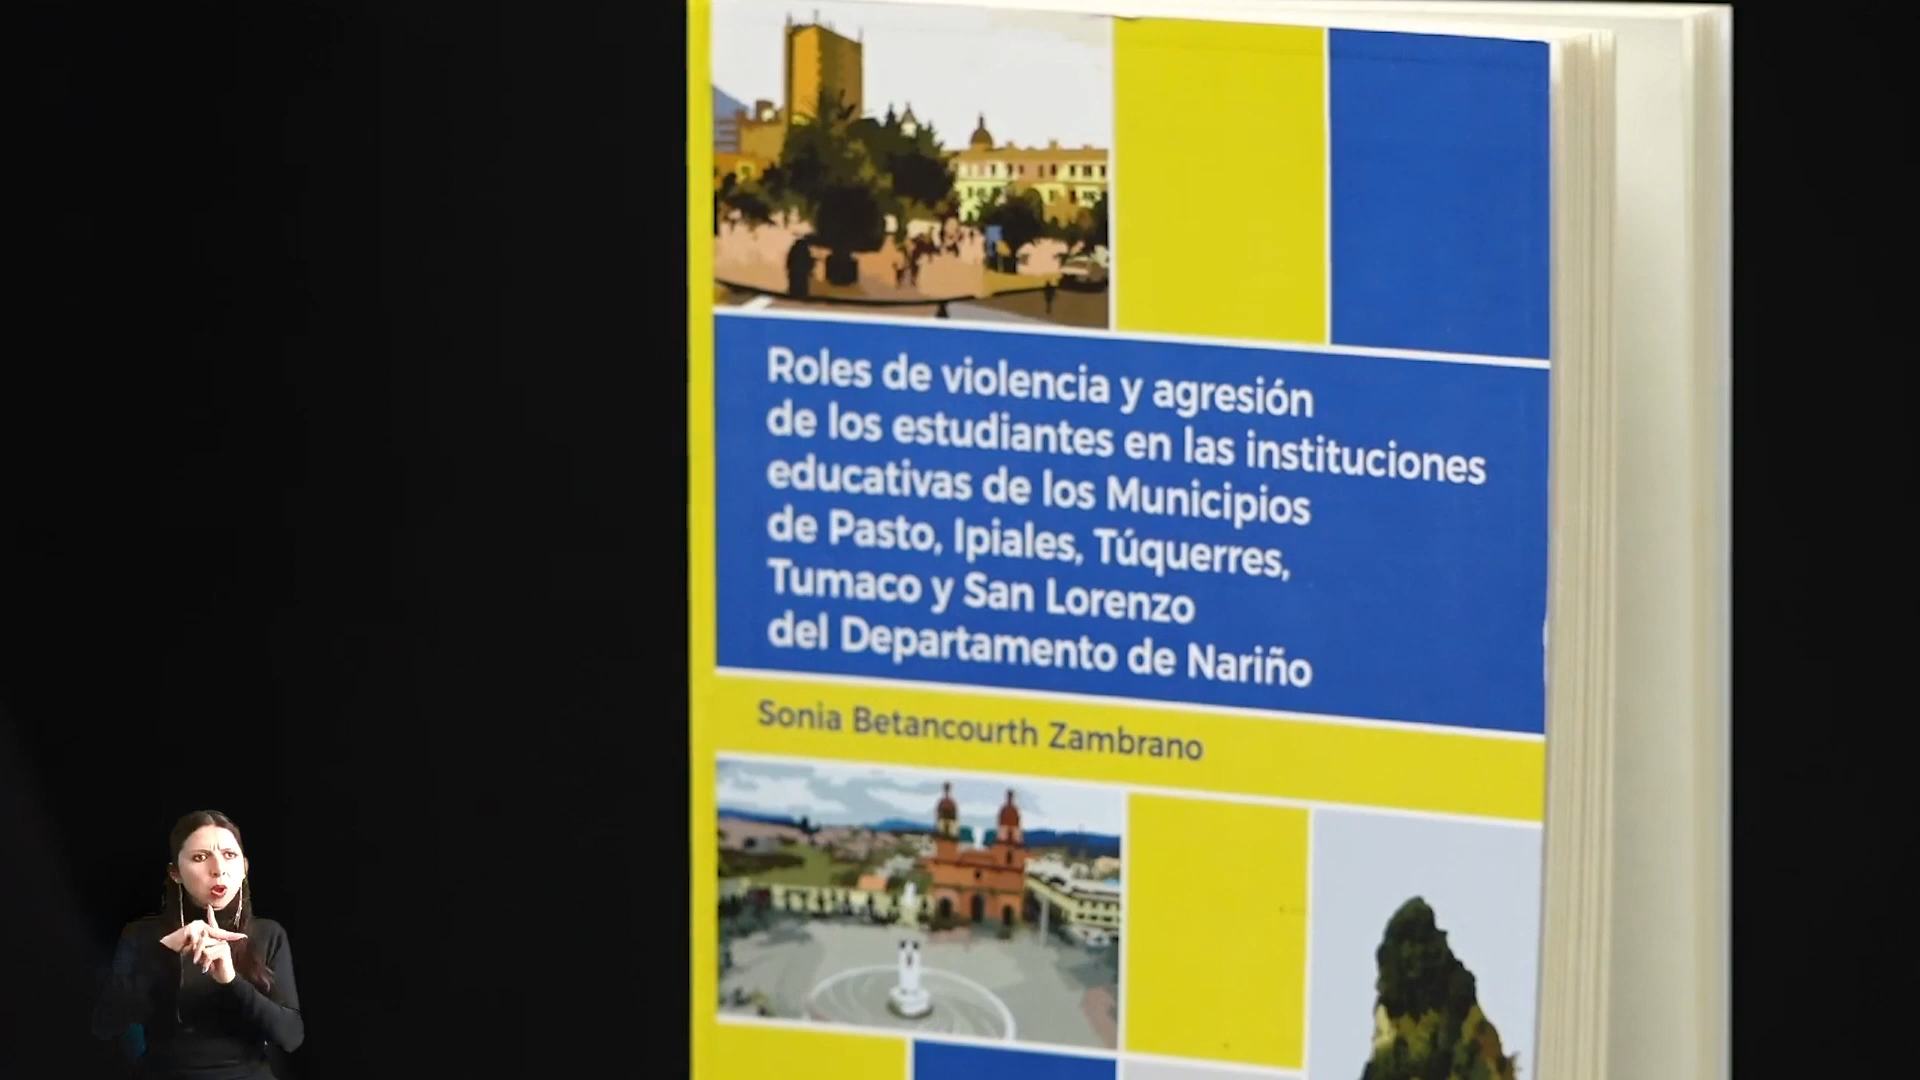 Roles de violencia y agresión
de los estudiantes en las instituciones
educativas de los Municipios
de Pasto, Ipiales, Túquerres,
Tumaco y San Lorenzo
del Departamento de Nariño
Sonia Betancourth Zambrano